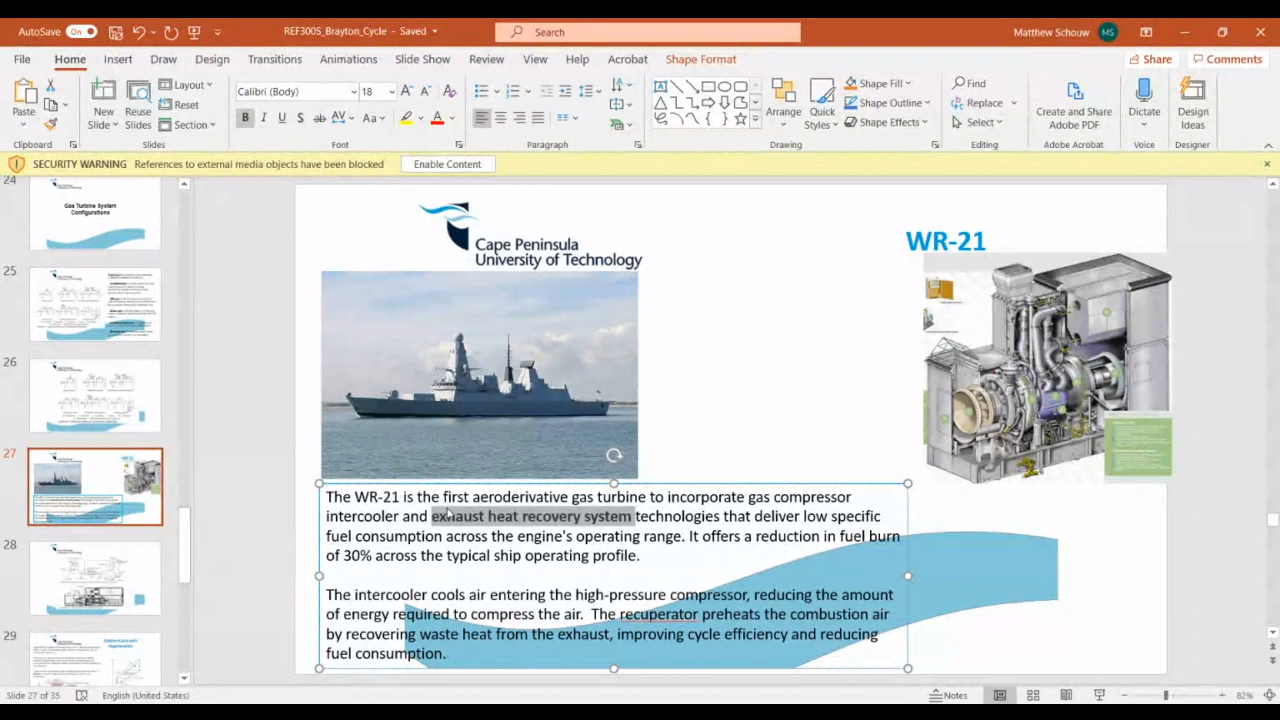 AutoSave On REF300S_Brayton_Cycle - Saved Search Matthew Schouw MS
File Home Insert Draw Design Transitions Animations Slide Show Review View Help Acrobat Shape Format Share Comments
Paste New Slide Reuse Slides Layout Reset Section
Calibri (Body) 18
B I U S ab AV Aa A
Arrange Quick Styles Shape Fill Shape Outline Shape Effects
Find Replace Select
Create and Share Adobe PDF Dictate Design Ideas
Clipboard Slides Font Paragraph Drawing Editing Adobe Acrobat Voice Designer
SECURITY WARNING References to external media objects have been blocked Enable Content
24
Gas Turbine System
Configurations
25
26
27
28
29
Cape Peninsula
University of Technology
WR-21
The WR-21 is the first aeroderivative gas turbine to incorporate gas compressor
intercooler and exhaust heat recovery system technologies that deliver low specific
fuel consumption across the engine's operating range. It offers a reduction in fuel burn
of 30% across the typical ship operating profile.
The intercooler cools air entering the high-pressure compressor, reducing the amount
of energy required to compress the air. The recuperator preheats the combustion air
by recovering waste heat from the exhaust, improving cycle efficiency and reducing
fuel consumption.
Slide 27 of 35 English (United States) Notes 82%